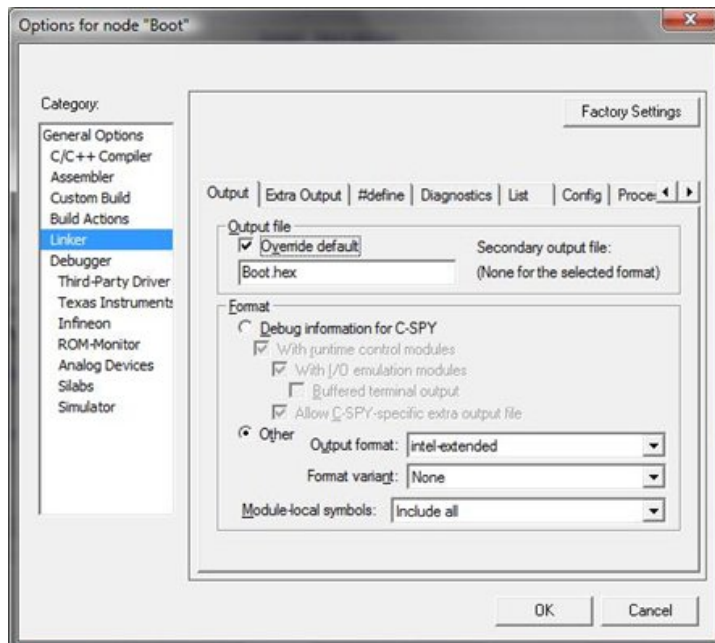 Options for node "Boot"
Category:
Factory Settings
General Options
C/C++ Compiler
Assembler
Custom Build
Build Actions
Linker
Debugger
Third-Party Driver
Texas Instruments
Infineon
ROM-Monitor
Analog Devices
Silabs
Simulator
Output Extra Output #define Diagnostics List Config
Output file
Override default
Secondary output file:
Boot.hex
(None for the selected format)
Format
Debug information for C-SPY
With runtime control modules
With I/O emulation modules
Buffered terminal output
Allow C-SPY-specific extra output file
Other
Output format: intel-extended
Format variant: None
Module-local symbols: Include all
OK Cancel